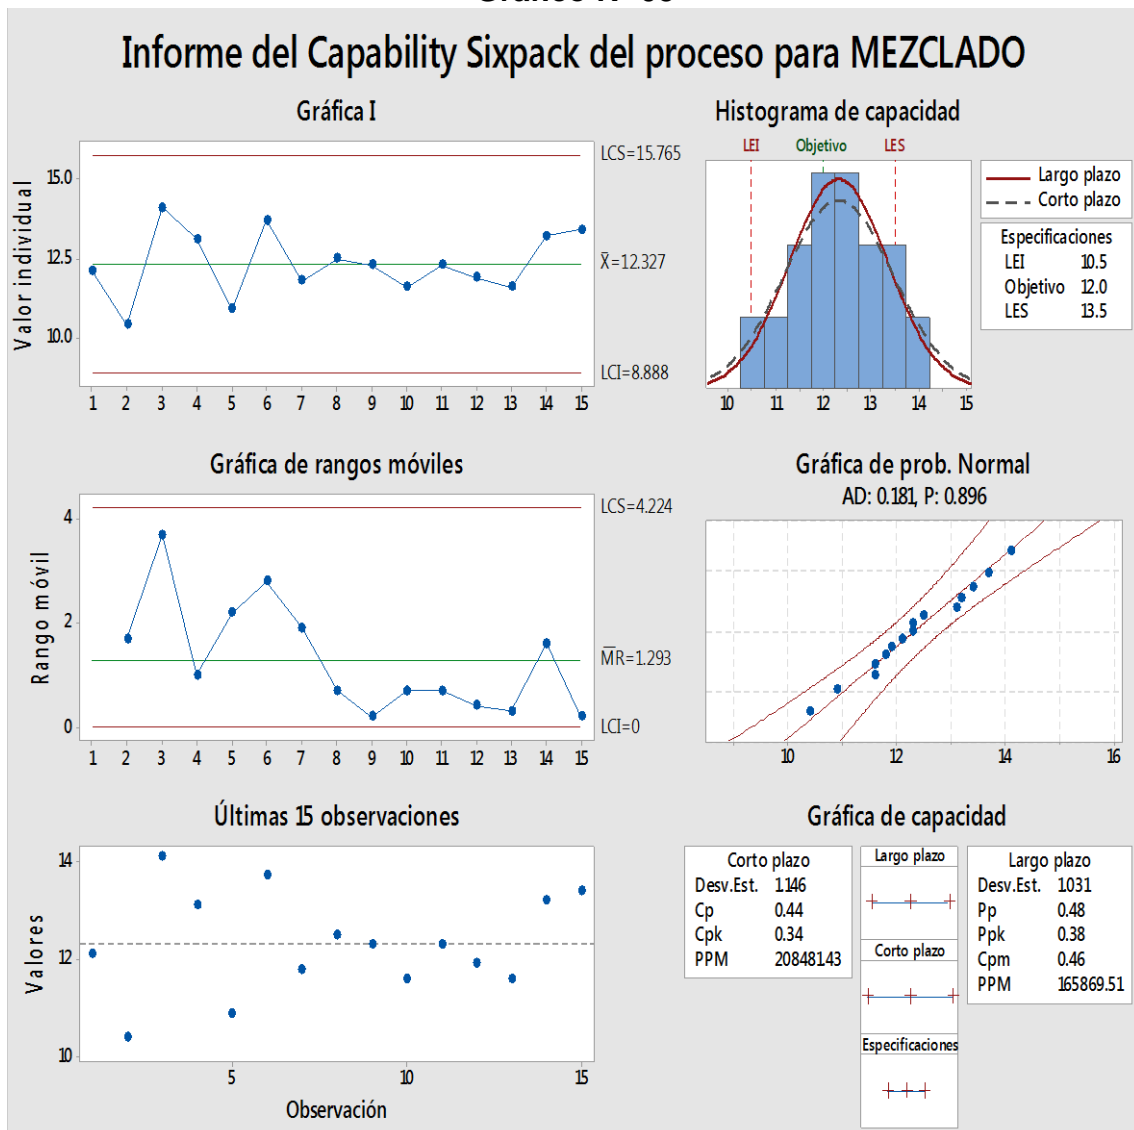 Informe del Capability Sixpack del proceso para MEZCLADO
Gráfica I
Valor individual
15.0
12.5
10.0
LCS=15.765
X̄=12.327
LCI=8.888
1 2 3 4 5 6 7 8 9 10 11 12 13 14 15
Histograma de capacidad
LEI Objetivo LES
10 11 12 13 14 15
Largo plazo
Corto plazo
Especificaciones
LEI 10.5
Objetivo 12.0
LES 13.5
Gráfica de rangos móviles
Rango móvil
4
2
0
LCS=4.224
M̄R̄=1.293
LCI=0
1 2 3 4 5 6 7 8 9 10 11 12 13 14 15
Gráfica de prob. Normal
AD: 0.181, P: 0.896
10 12 14 16
Últimas 15 observaciones
Valores
14
12
10
5 10 15
Observación
Gráfica de capacidad
Corto plazo
Desv.Est. 1.146
Cp 0.44
Cpk 0.34
PPM 208481.43
Largo plazo
Corto plazo
Especificaciones
Largo plazo
Desv.Est. 1.031
Pp 0.48
Ppk 0.38
Cpm 0.46
PPM 165869.51